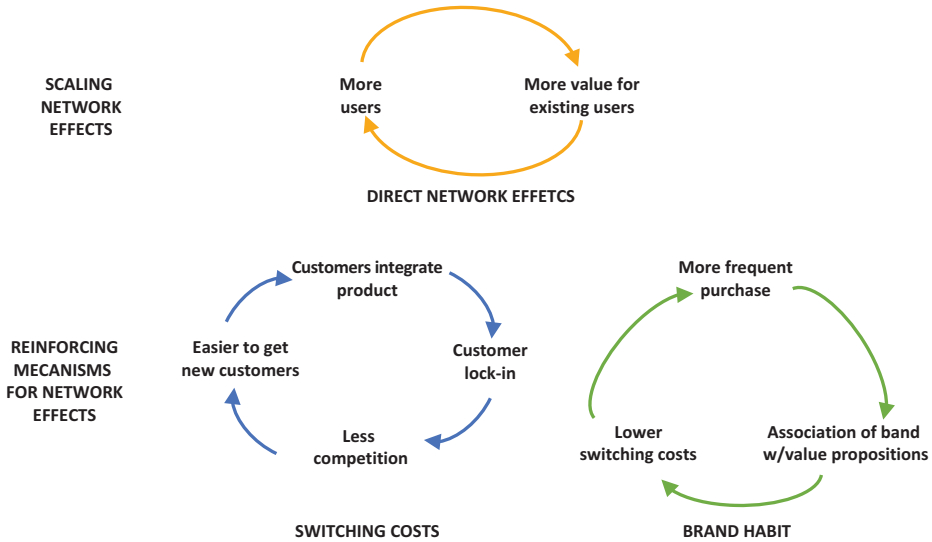 SCALING
NETWORK
EFFECTS
More
users
More value for
existing users
DIRECT NETWORK EFFETCS
REINFORCING
MECANISMS
FOR NETWORK
EFFECTS
Customers integrate
product
Easier to get
new customers
Customer
lock-in
Less
competition
SWITCHING COSTS
More frequent
purchase
Lower
switching costs
Association of band
w/value propositions
BRAND HABIT